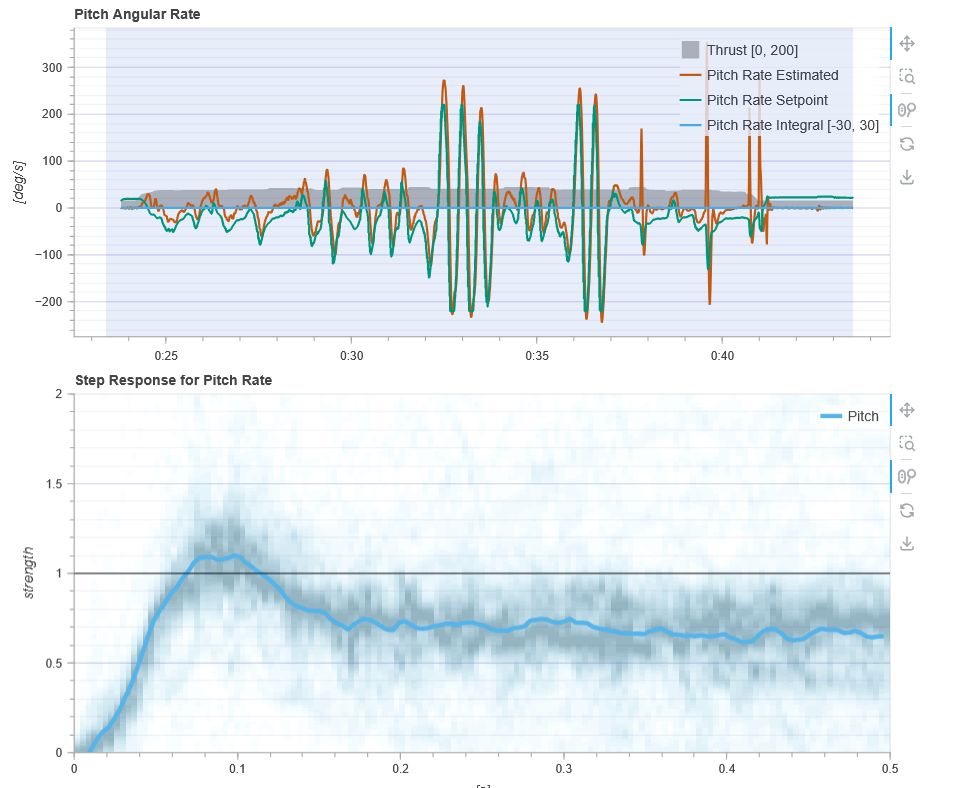 Pitch Angular Rate
Thrust [0, 200]
Pitch Rate Estimated
Pitch Rate Setpoint
Pitch Rate Integral [-30, 30]
[deg/s]
300
200
100
0
−100
−200
0:25 0:30 0:35 0:40
Step Response for Pitch Rate
Pitch
strength
2
1.5
1
0.5
0
0 0.1 0.2 0.3 0.4 0.5